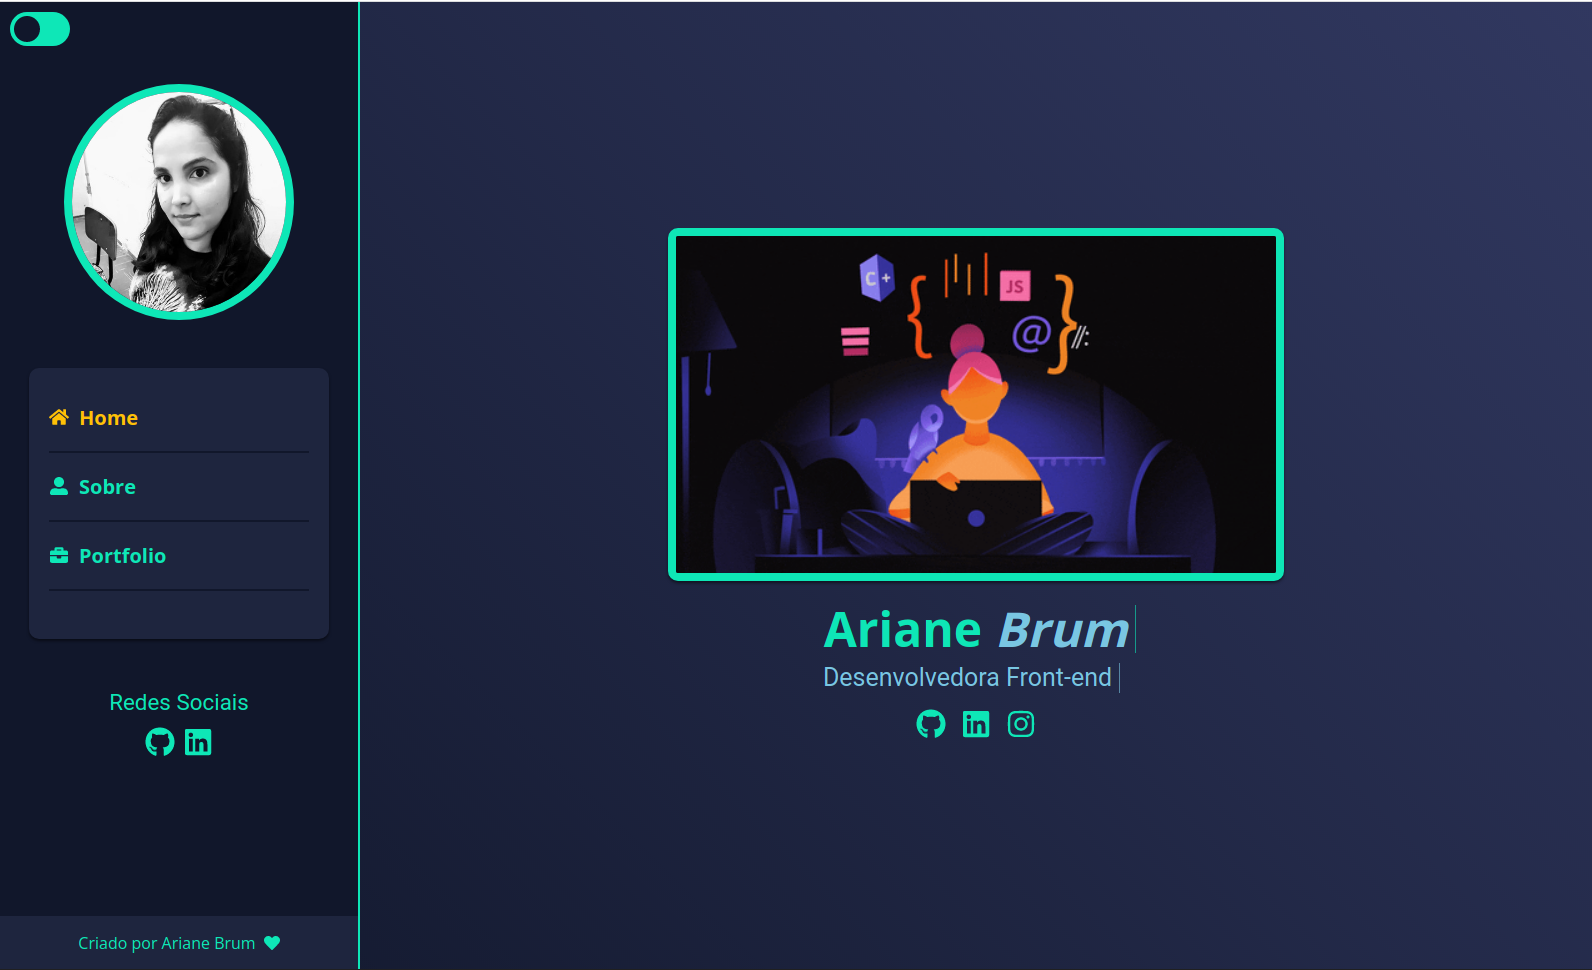 Home
Sobre
Portfolio
Redes Sociais
Criado por Ariane Brum
C+
JS
@
{ }
//:
Ariane Brum
Desenvolvedora Front-end